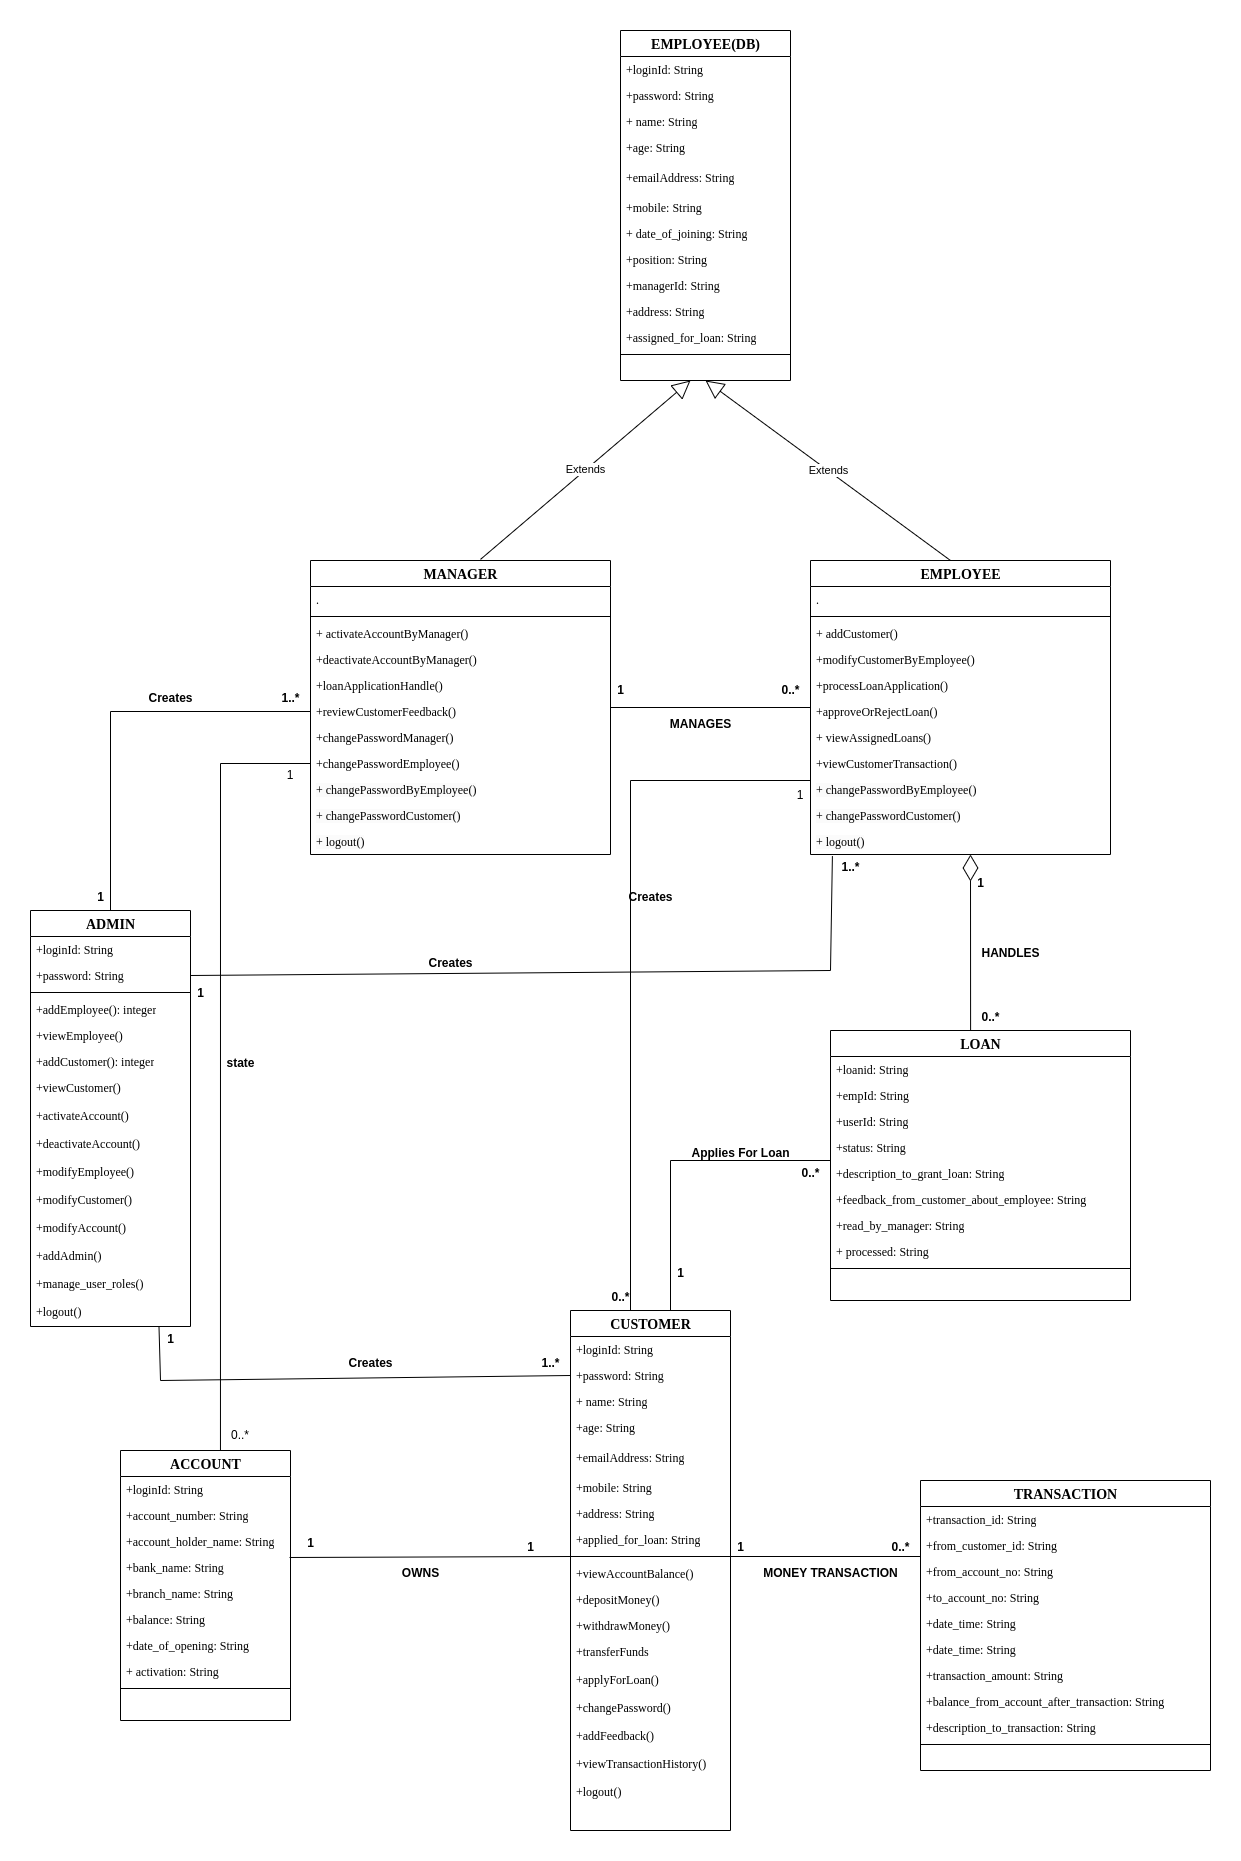 EMPLOYEE(DB)
+loginId: String
+password: String
+ name: String
+age: String
+emailAddress: String
+mobile: String
+ date_of_joining: String
+position: String
+managerId: String
+address: String
+assigned_for_loan: String
Extends
Extends
MANAGER
.
+ activateAccountByManager()
+deactivateAccountByManager()
+loanApplicationHandle()
+reviewCustomerFeedback()
+changePasswordManager()
+changePasswordEmployee()
+ changePasswordByEmployee()
+ changePasswordCustomer()
+ logout()
EMPLOYEE
.
+ addCustomer()
+modifyCustomerByEmployee()
+processLoanApplication()
+approveOrRejectLoan()
+ viewAssignedLoans()
+viewCustomerTransaction()
+ changePasswordByEmployee()
+ changePasswordCustomer()
+ logout()
Creates
1..*
1
0..*
MANAGES
1
1
1..*
1
Creates
1
ADMIN
+loginId: String
+password: String
+addEmployee(): integer
+viewEmployee()
+addCustomer(): integer
+viewCustomer()
+activateAccount()
+deactivateAccount()
+modifyEmployee()
+modifyCustomer()
+modifyAccount()
+addAdmin()
+manage_user_roles()
+logout()
Creates
1
HANDLES
0..*
state
LOAN
+loanid: String
+empId: String
+userId: String
+status: String
+description_to_grant_loan: String
+feedback_from_customer_about_employee: String
+read_by_manager: String
+ processed: String
Applies For Loan
0..*
1
0..*
1
Creates
1..*
0..*
CUSTOMER
+loginId: String
+password: String
+ name: String
+age: String
+emailAddress: String
+mobile: String
+address: String
+applied_for_loan: String
+viewAccountBalance()
+depositMoney()
+withdrawMoney()
+transferFunds
+applyForLoan()
+changePassword()
+addFeedback()
+viewTransactionHistory()
+logout()
ACCOUNT
+loginId: String
+account_number: String
+account_holder_name: String
+bank_name: String
+branch_name: String
+balance: String
+date_of_opening: String
+ activation: String
1
1
OWNS
1
0..*
MONEY TRANSACTION
TRANSACTION
+transaction_id: String
+from_customer_id: String
+from_account_no: String
+to_account_no: String
+date_time: String
+date_time: String
+transaction_amount: String
+balance_from_account_after_transaction: String
+description_to_transaction: String